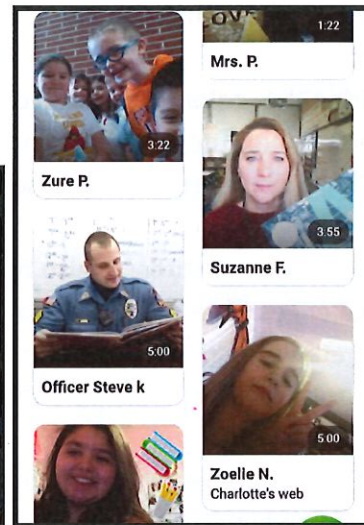 1:22
Mrs. P.
3:22
Zure P.
3:55
Suzanne F.
5:00
Officer Steve k
5:00
Zoelle N.
Charlotte's web